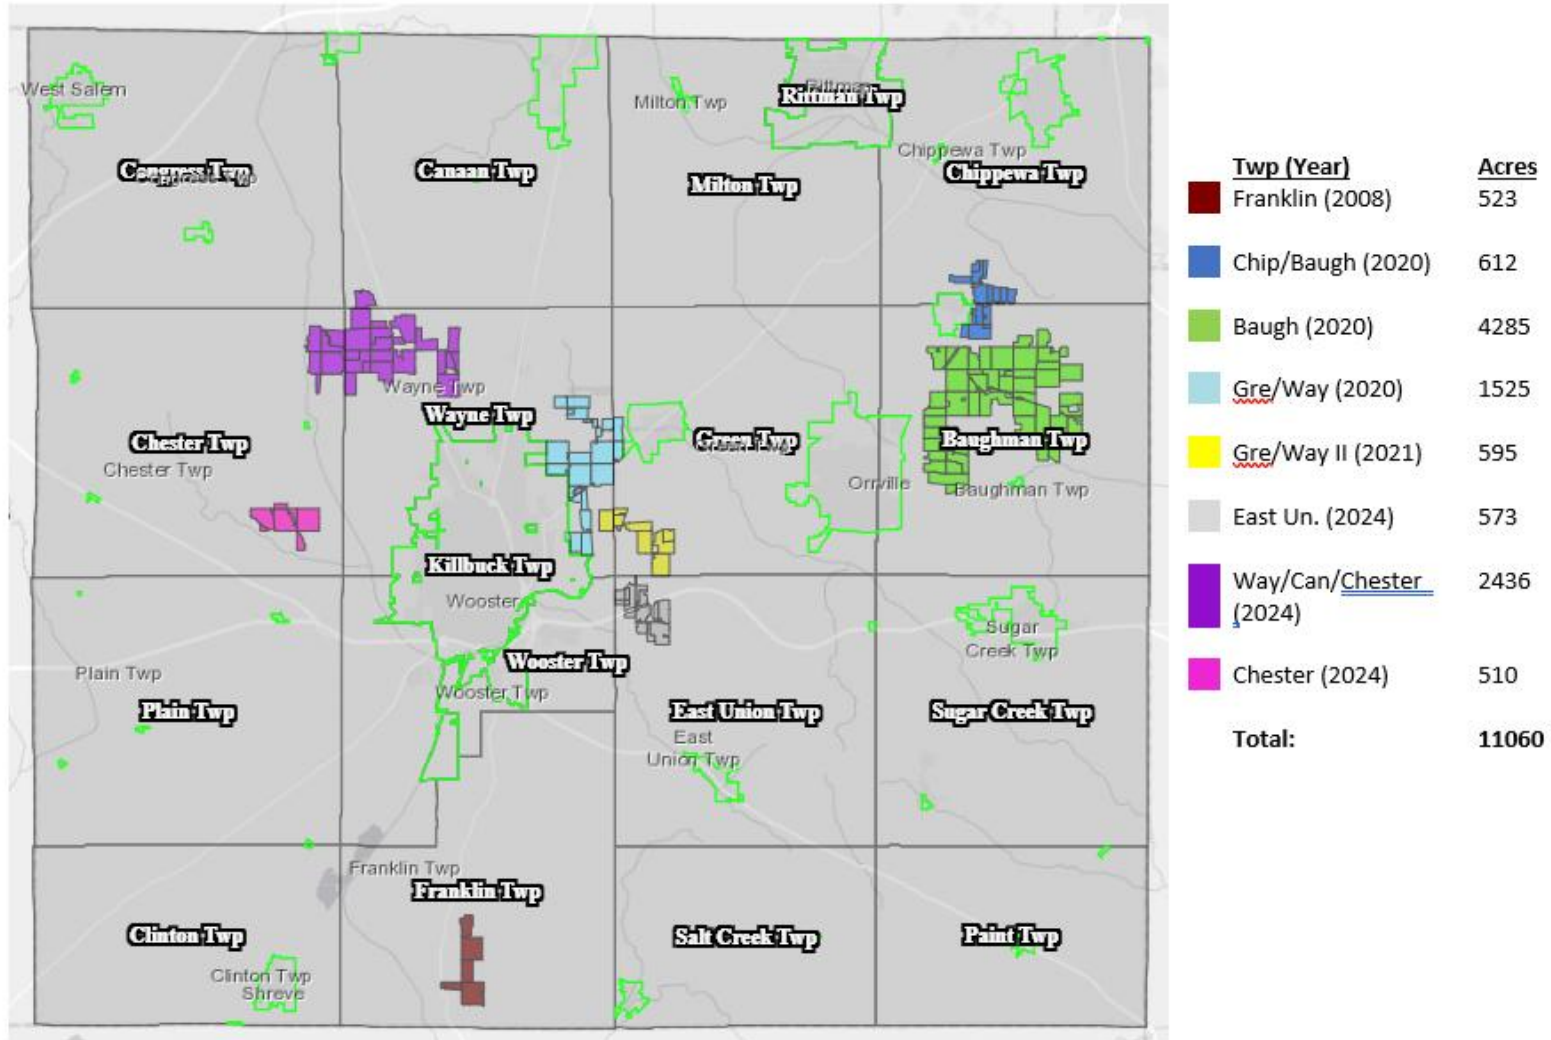 West Salem
Milton Twp
Rittman
Rittman Twp
Chippewa Twp
Congress Twp
Canaan Twp
Milton Twp
Chippewa Twp
Wayne Twp
Wayne Twp
Chester Twp
Chester Twp
Green Twp
Baughman Twp
Orrville
Baughman Twp
Killbuck Twp
Wooster
Sugar
Creek Twp
Wooster Twp
Plain Twp
Wooster Twp
Plain Twp
East Union Twp
Sugar Creek Twp
East
Union Twp
Franklin Twp
Franklin Twp
Clinton Twp
Salt Creek Twp
Paint Twp
Clinton Twp
Shreve
Twp (Year) Acres
Franklin (2008) 523
Chip/Baugh (2020) 612
Baugh (2020) 4285
Gre/Way (2020) 1525
Gre/Way II (2021) 595
East Un. (2024) 573
Way/Can/Chester 2436
(2024)
Chester (2024) 510
Total: 11060